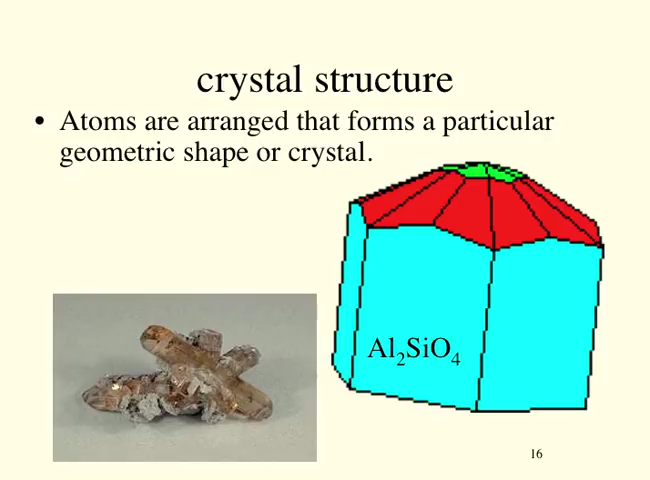 crystal structure
• Atoms are arranged that forms a particular
geometric shape or crystal.
Al₂SiO₄
16